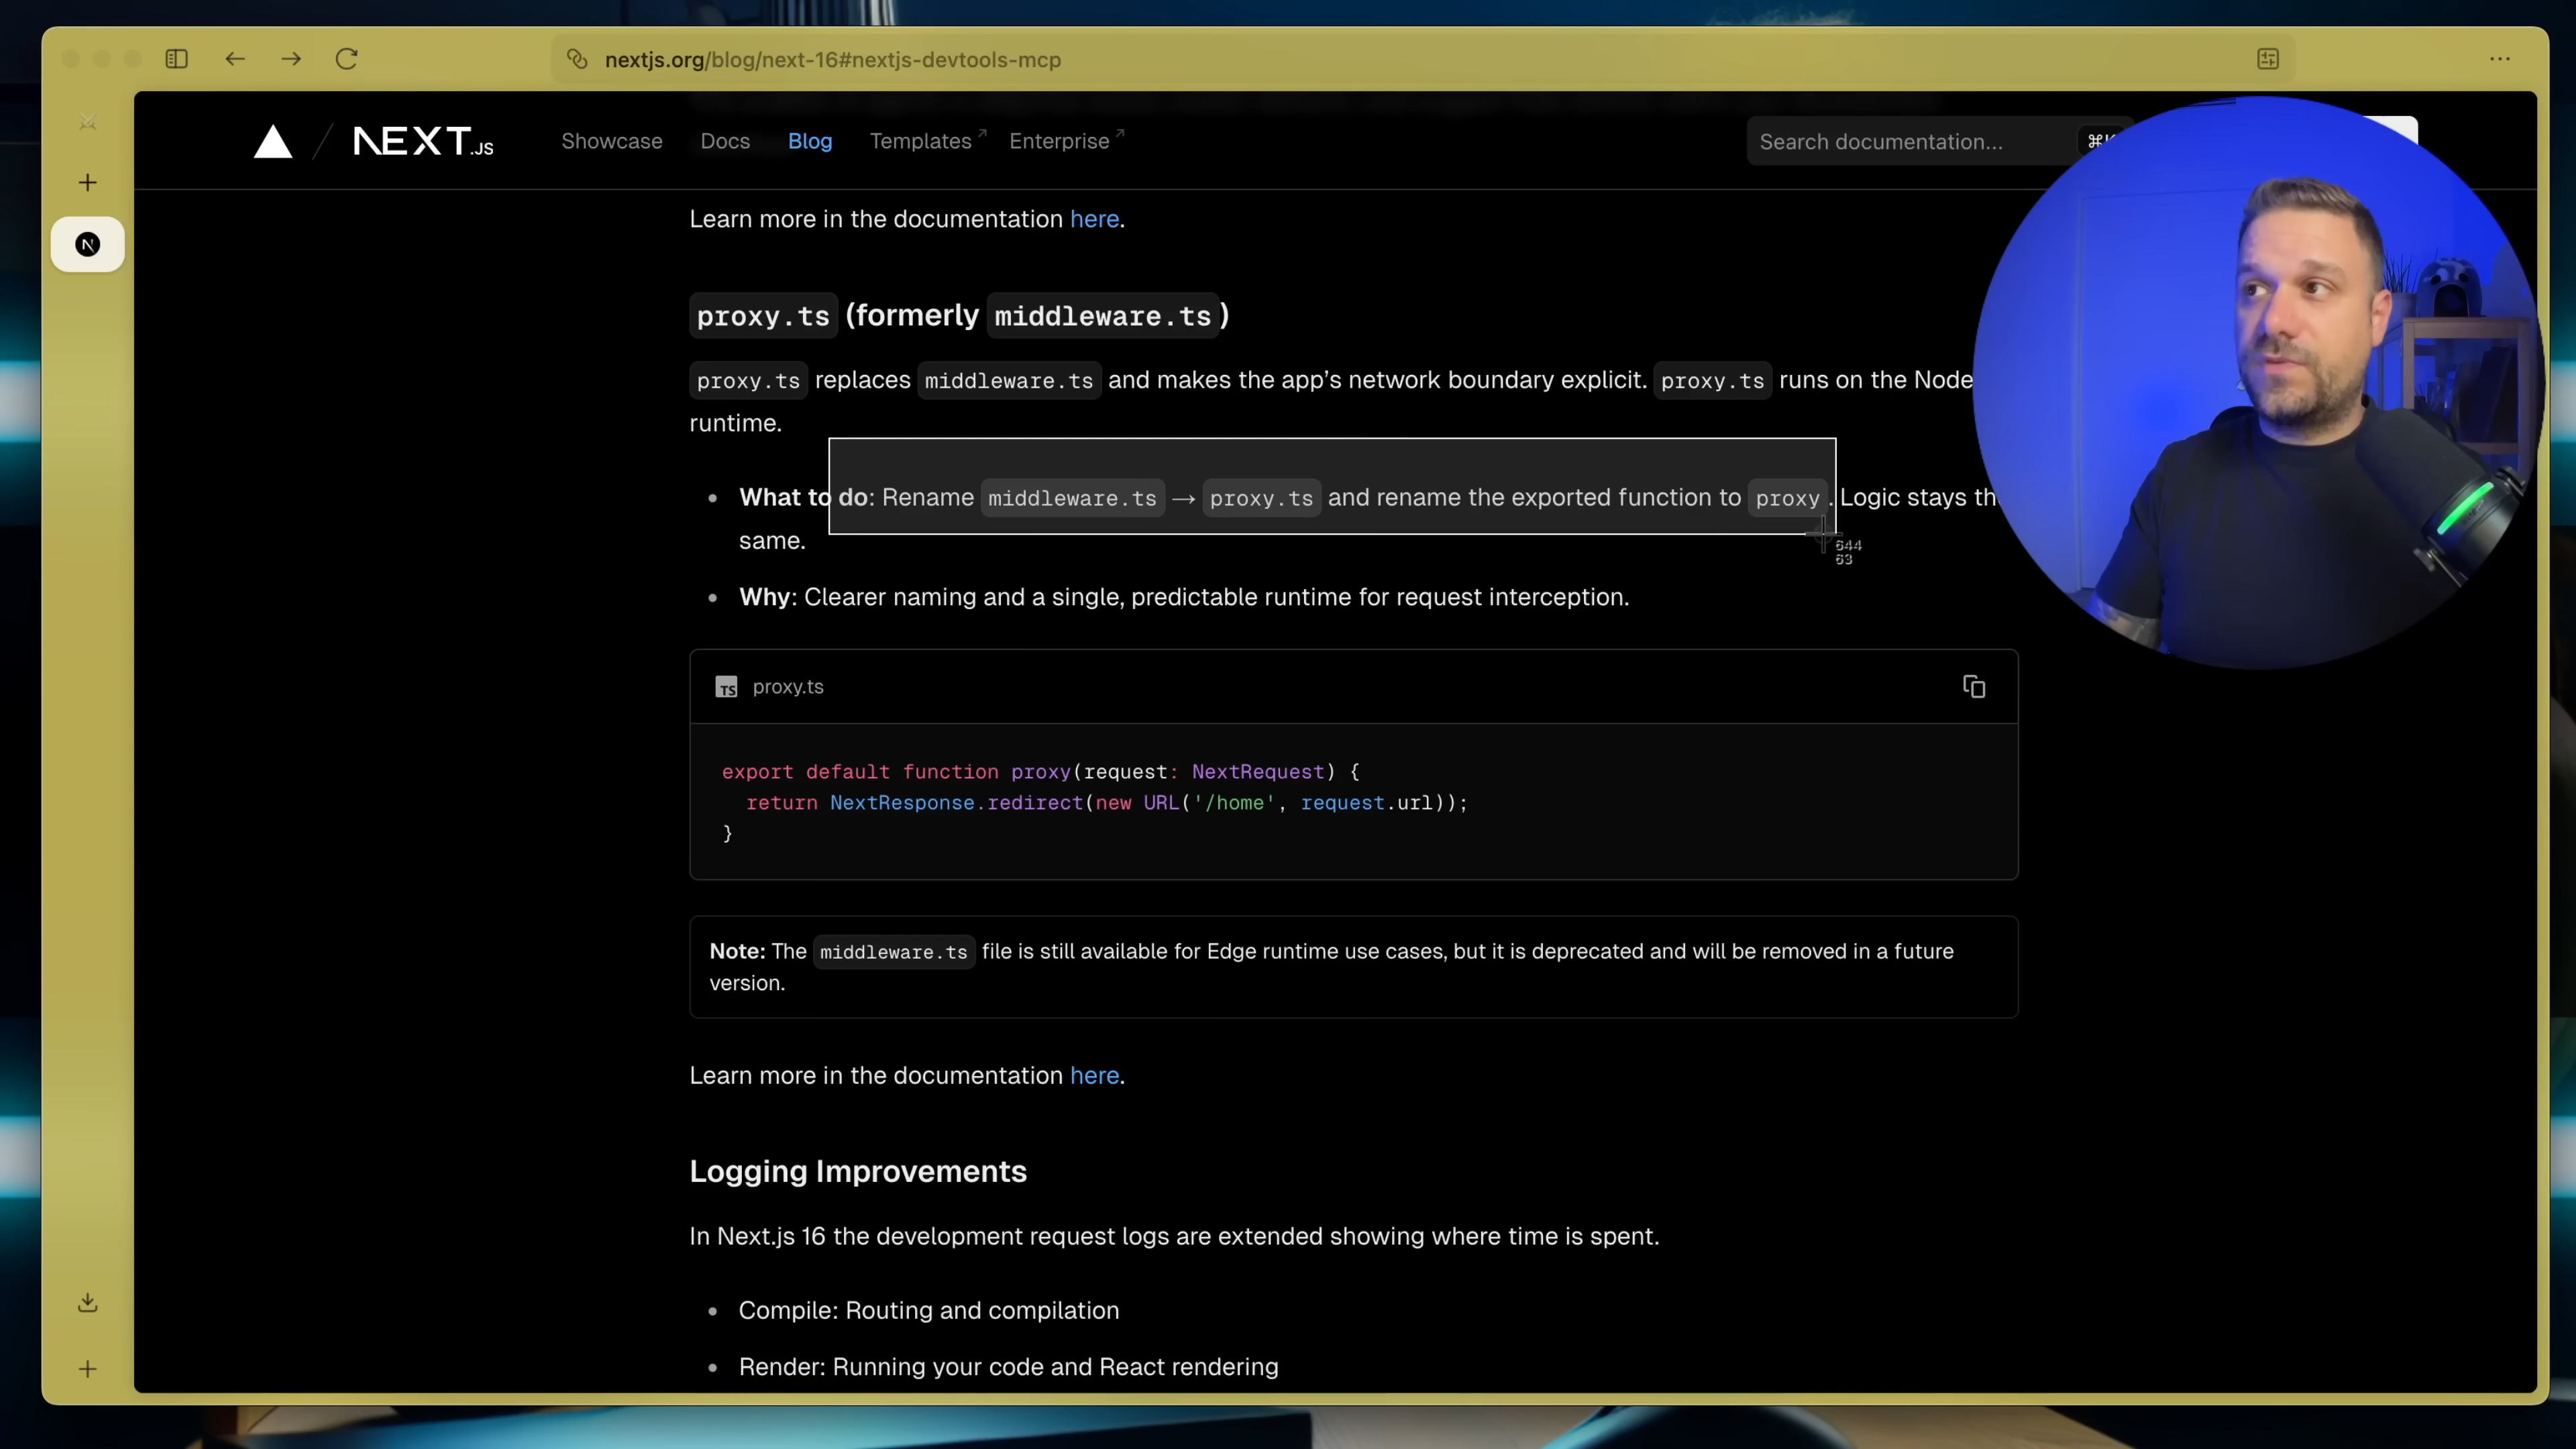 nextjs.org/blog/next-16#nextjs-devtools-mcp
NEXT.JS
Showcase
Docs
Blog
Templates
Enterprise
Search documentation...
Learn more in the documentation here.
proxy.ts (formerly middleware.ts)
proxy.ts replaces middleware.ts and makes the app’s network boundary explicit. proxy.ts runs on the Node
runtime.
What to do: Rename middleware.ts → proxy.ts and rename the exported function to proxy. Logic stays
same.
644
63
Why: Clearer naming and a single, predictable runtime for request interception.
TS proxy.ts
export default function proxy(request: NextRequest) {
return NextResponse.redirect(new URL('/home', request.url));
}
Note: The middleware.ts file is still available for Edge runtime use cases, but it is deprecated and will be removed in a future
version.
Learn more in the documentation here.
Logging Improvements
In Next.js 16 the development request logs are extended showing where time is spent.
Compile: Routing and compilation
Render: Running your code and React rendering